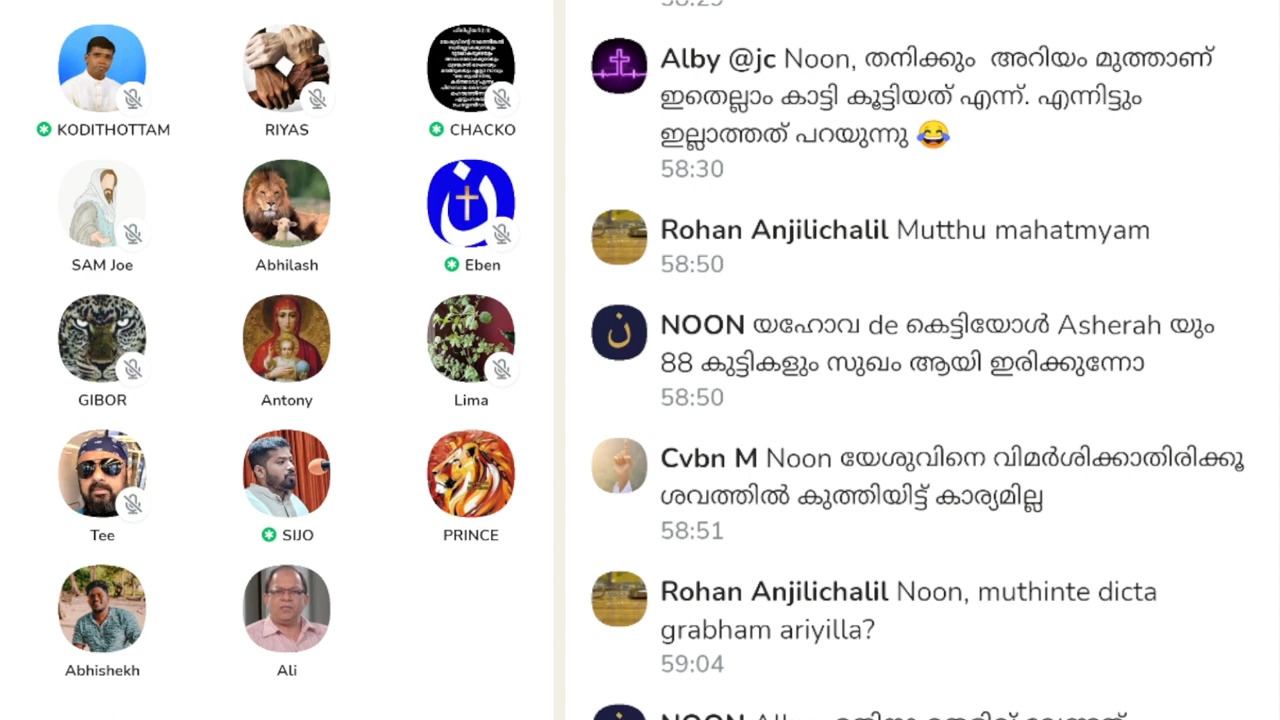 KODITHOTTAM
RIYAS
CHACKO
SAM Joe
Abhilash
Eben
GIBOR
Antony
Lima
Tee
SIJO
PRINCE
Abhishekh
Ali
Alby @jc Noon, തനിക്കും അറിയം മുത്താണ്
ഇതെല്ലാം കാട്ടി കൂട്ടിയത് എന്ന്. എന്നിട്ടും
ഇല്ലാത്തത് പറയുന്നു 😂
58:30
Rohan Anjilichalil Mutthu mahatmyam
58:50
NOON യഹോവ de കെട്ടിയോൾ Asherah യും
88 കുട്ടികളും സുഖം ആയി ഇരിക്കുന്നോ
58:50
Cvbn M Noon യേശുവിനെ വിമർശിക്കാതിരിക്കൂ
ശവത്തിൽ കുത്തിയിട്ട് കാര്യമില്ല
58:51
Rohan Anjilichalil Noon, muthinte dicta
grabham ariyilla?
59:04